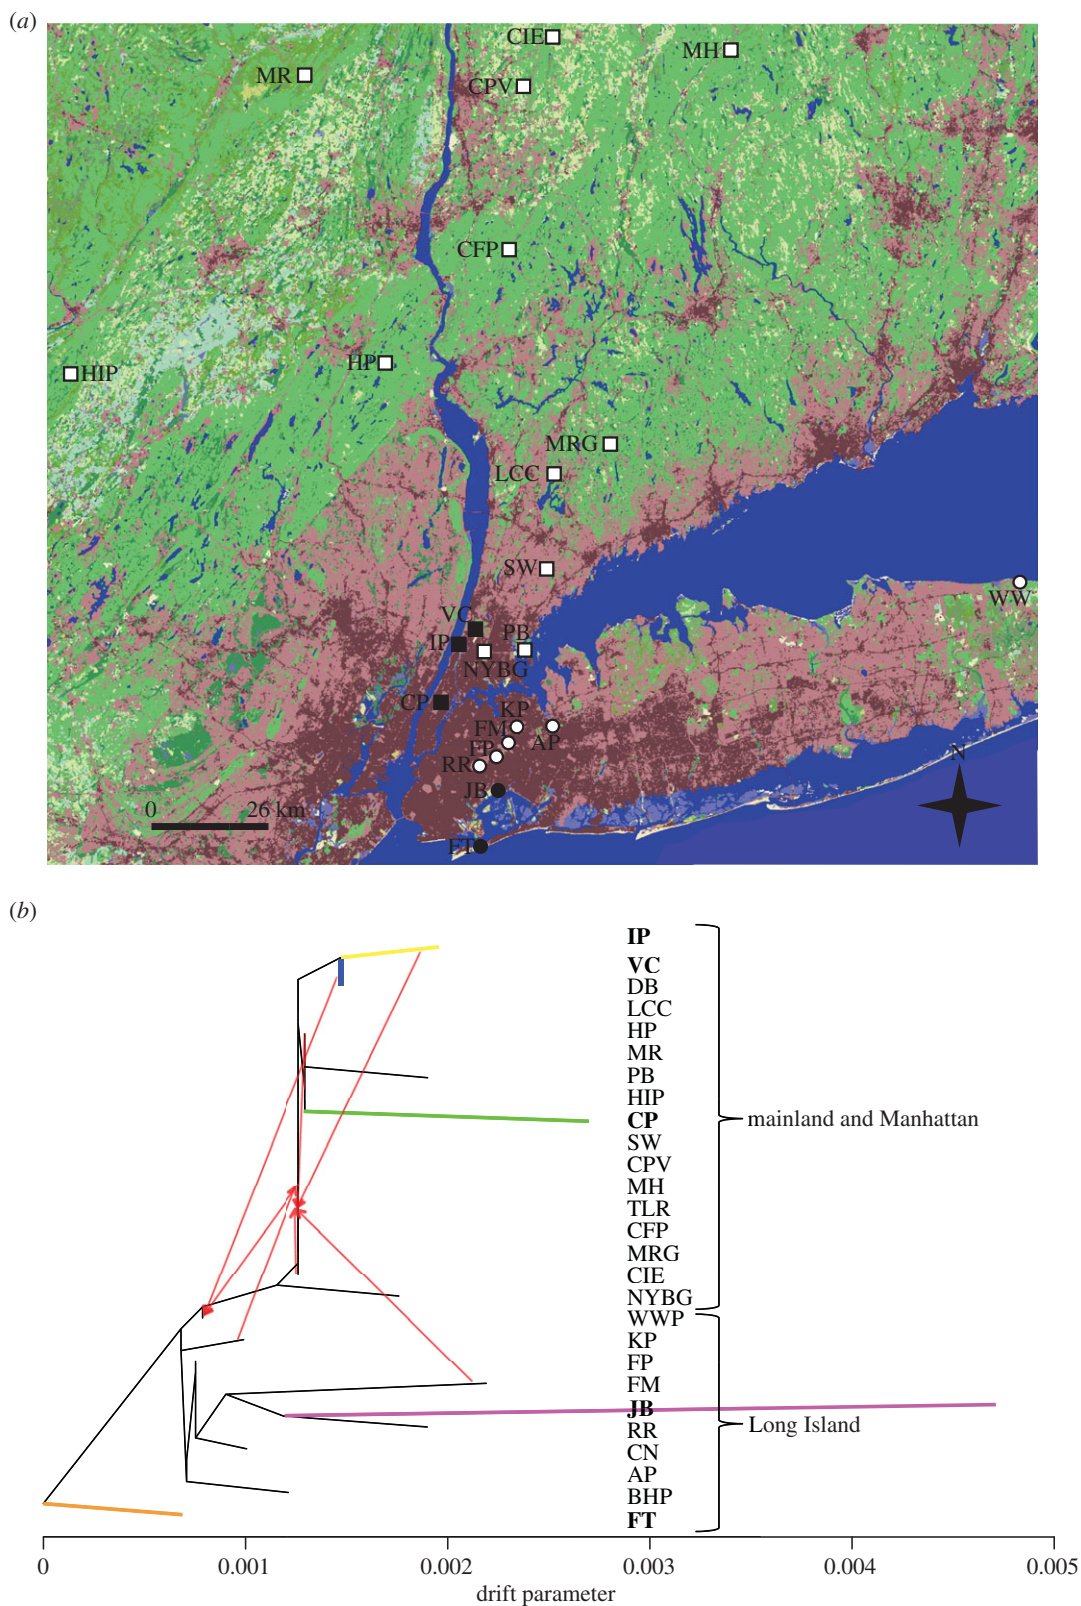 (a)
CIE
MH
MR
CPV
CFP
HIP
HP
MRG
LCC
SW
WW
VC
IP
PB
NYBG
CP
KP
FM
AP
FP
RR
JB
N
0 26 km
FT
(b)
IP
VC
DB
LCC
HP
MR
PB
HIP
CP
mainland and Manhattan
SW
CPV
MH
TLR
CFP
MRG
CIE
NYBG
WWP
KP
FP
FM
JB
Long Island
RR
CN
AP
BHP
FT
0 0.001 0.002 0.003 0.004 0.005
drift parameter